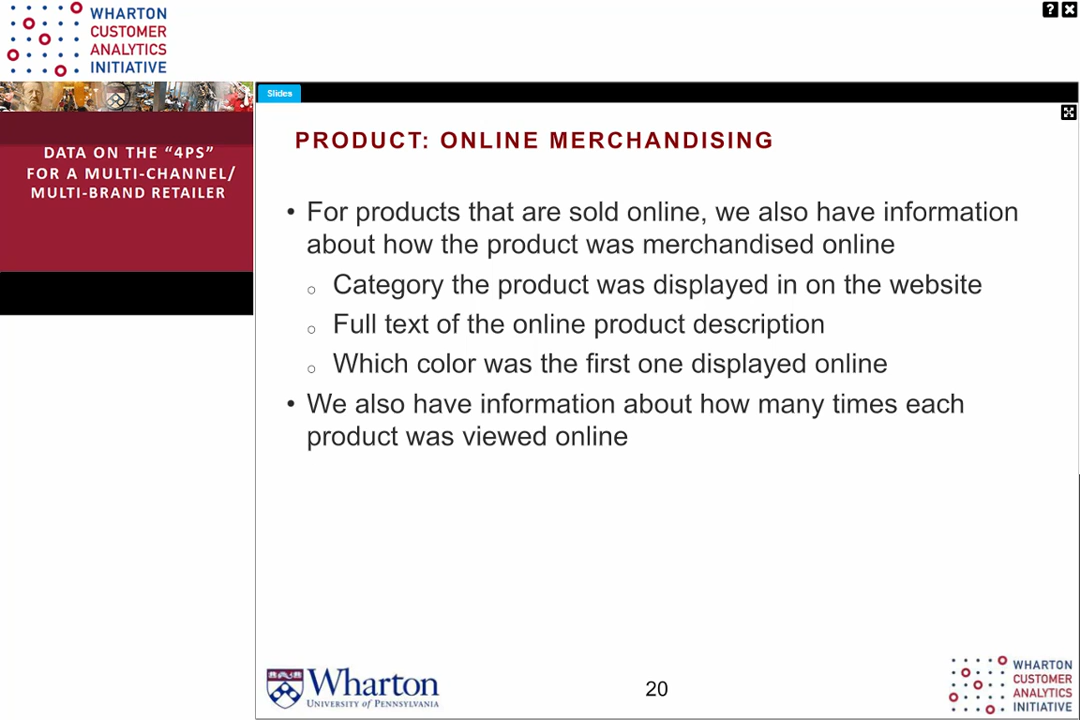 WHARTON
CUSTOMER
ANALYTICS
INITIATIVE
? ×
DATA ON THE “4PS”
FOR A MULTI-CHANNEL/
MULTI-BRAND RETAILER
Slides
PRODUCT: ONLINE MERCHANDISING
• For products that are sold online, we also have information
about how the product was merchandised online
○ Category the product was displayed in on the website
○ Full text of the online product description
○ Which color was the first one displayed online
• We also have information about how many times each
product was viewed online
Wharton
UNIVERSITY OF PENNSYLVANIA
20
WHARTON
CUSTOMER
ANALYTICS
INITIATIVE